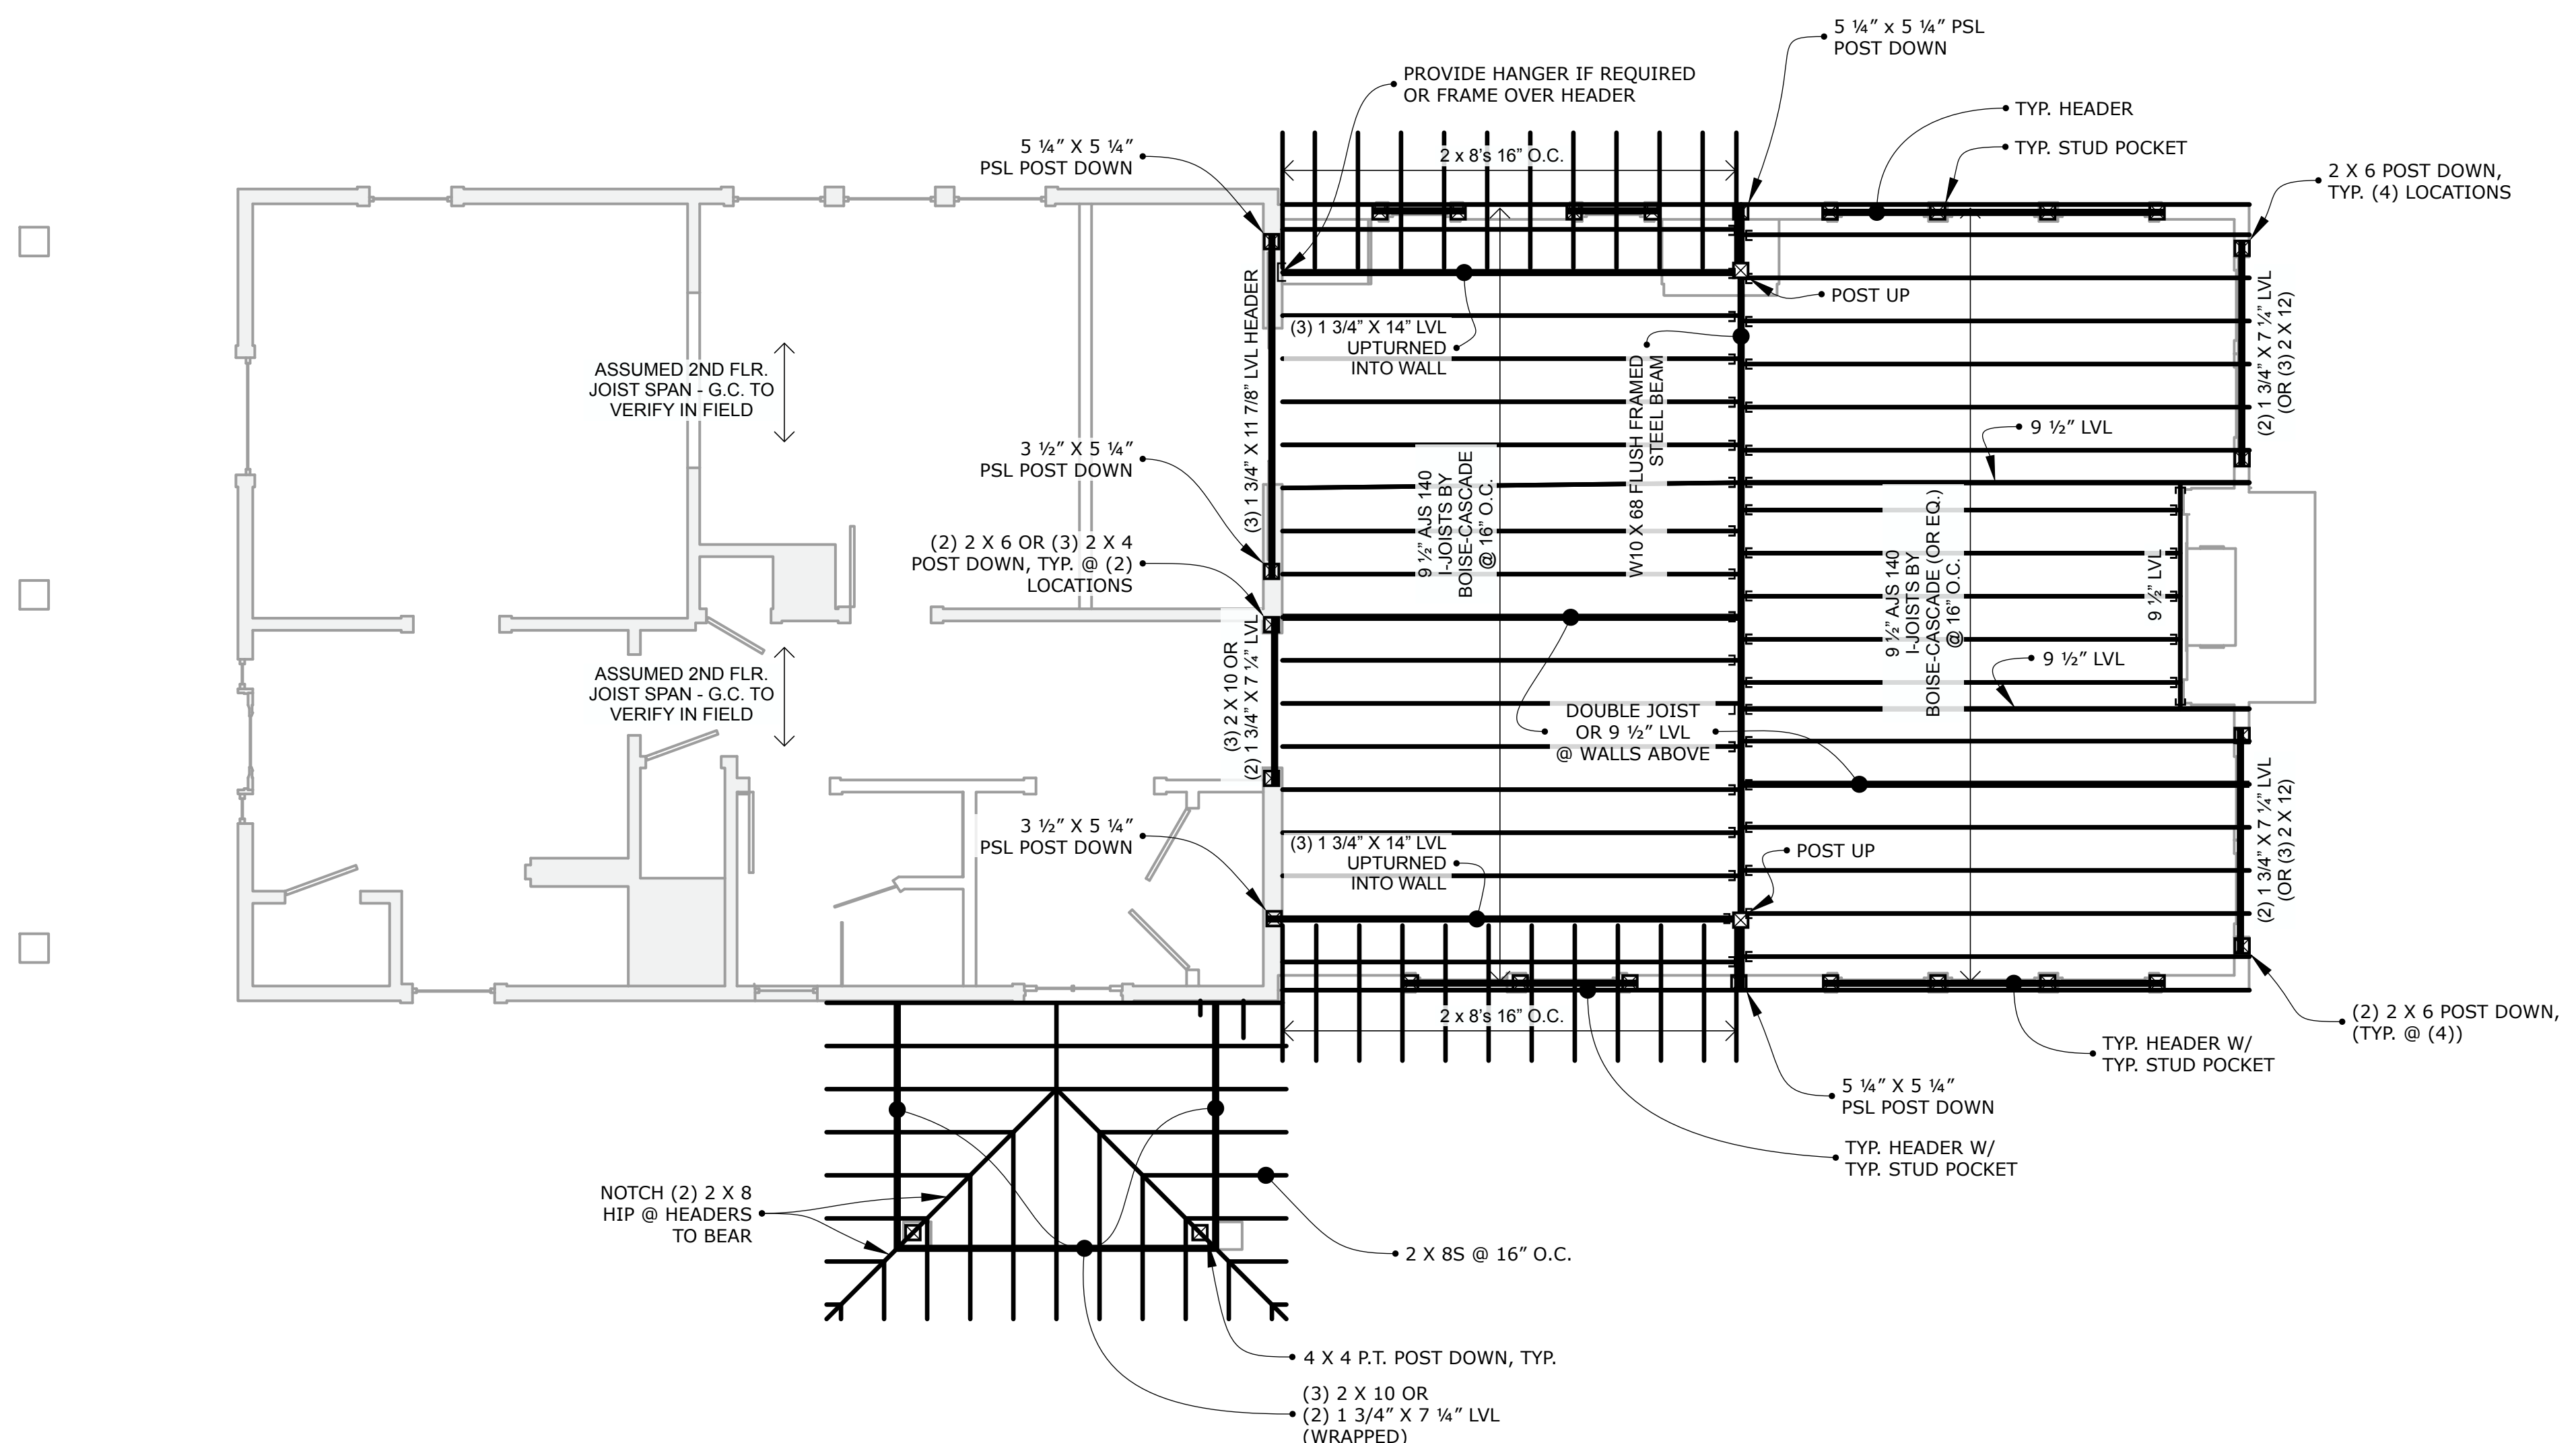 5 ¼″ x 5 ¼″ PSL
POST DOWN
PROVIDE HANGER IF REQUIRED
OR FRAME OVER HEADER
TYP. HEADER
5 ¼″ X 5 ¼″
PSL POST DOWN
2 x 8's 16" O.C.
TYP. STUD POCKET
2 X 6 POST DOWN,
TYP. (4) LOCATIONS
POST UP
(3) 1 3/4" X 11 7/8" LVL HEADER
(3) 1 3/4" X 14" LVL
UPTURNED
INTO WALL
W10 X 68 FLUSH FRAMED
STEEL BEAM
(2) 1 3/4" X 7 ¼" LVL
(OR (3) 2 X 12)
ASSUMED 2ND FLR.
JOIST SPAN - G.C. TO
VERIFY IN FIELD
9 ½″ LVL
3 ½″ X 5 ¼″
PSL POST DOWN
9 ½" AJS 140
I-JOISTS BY
BOISE-CASCADE
@ 16" O.C.
9 ½" AJS 140
I-JOISTS BY
BOISE-CASCADE (OR EQ.)
@ 16" O.C.
(2) 2 X 6 OR (3) 2 X 4
POST DOWN, TYP. @ (2)
LOCATIONS
9 ½" LVL
(3) 2 X 10 OR
(2) 1 3/4" X 7 ¼" LVL
9 ½″ LVL
ASSUMED 2ND FLR.
JOIST SPAN - G.C. TO
VERIFY IN FIELD
DOUBLE JOIST
OR 9 ½″ LVL
@ WALLS ABOVE
(2) 1 3/4" X 7 ¼" LVL
(OR (3) 2 X 12)
3 ½″ X 5 ¼″
PSL POST DOWN
(3) 1 3/4" X 14" LVL
UPTURNED
INTO WALL
POST UP
2 x 8's 16" O.C.
(2) 2 X 6 POST DOWN,
(TYP. @ (4))
TYP. HEADER W/
TYP. STUD POCKET
5 ¼″ X 5 ¼″
PSL POST DOWN
TYP. HEADER W/
TYP. STUD POCKET
NOTCH (2) 2 X 8
HIP @ HEADERS
TO BEAR
2 X 8S @ 16″ O.C.
4 X 4 P.T. POST DOWN, TYP.
(3) 2 X 10 OR
(2) 1 3/4″ X 7 ¼″ LVL
(WRAPPED)